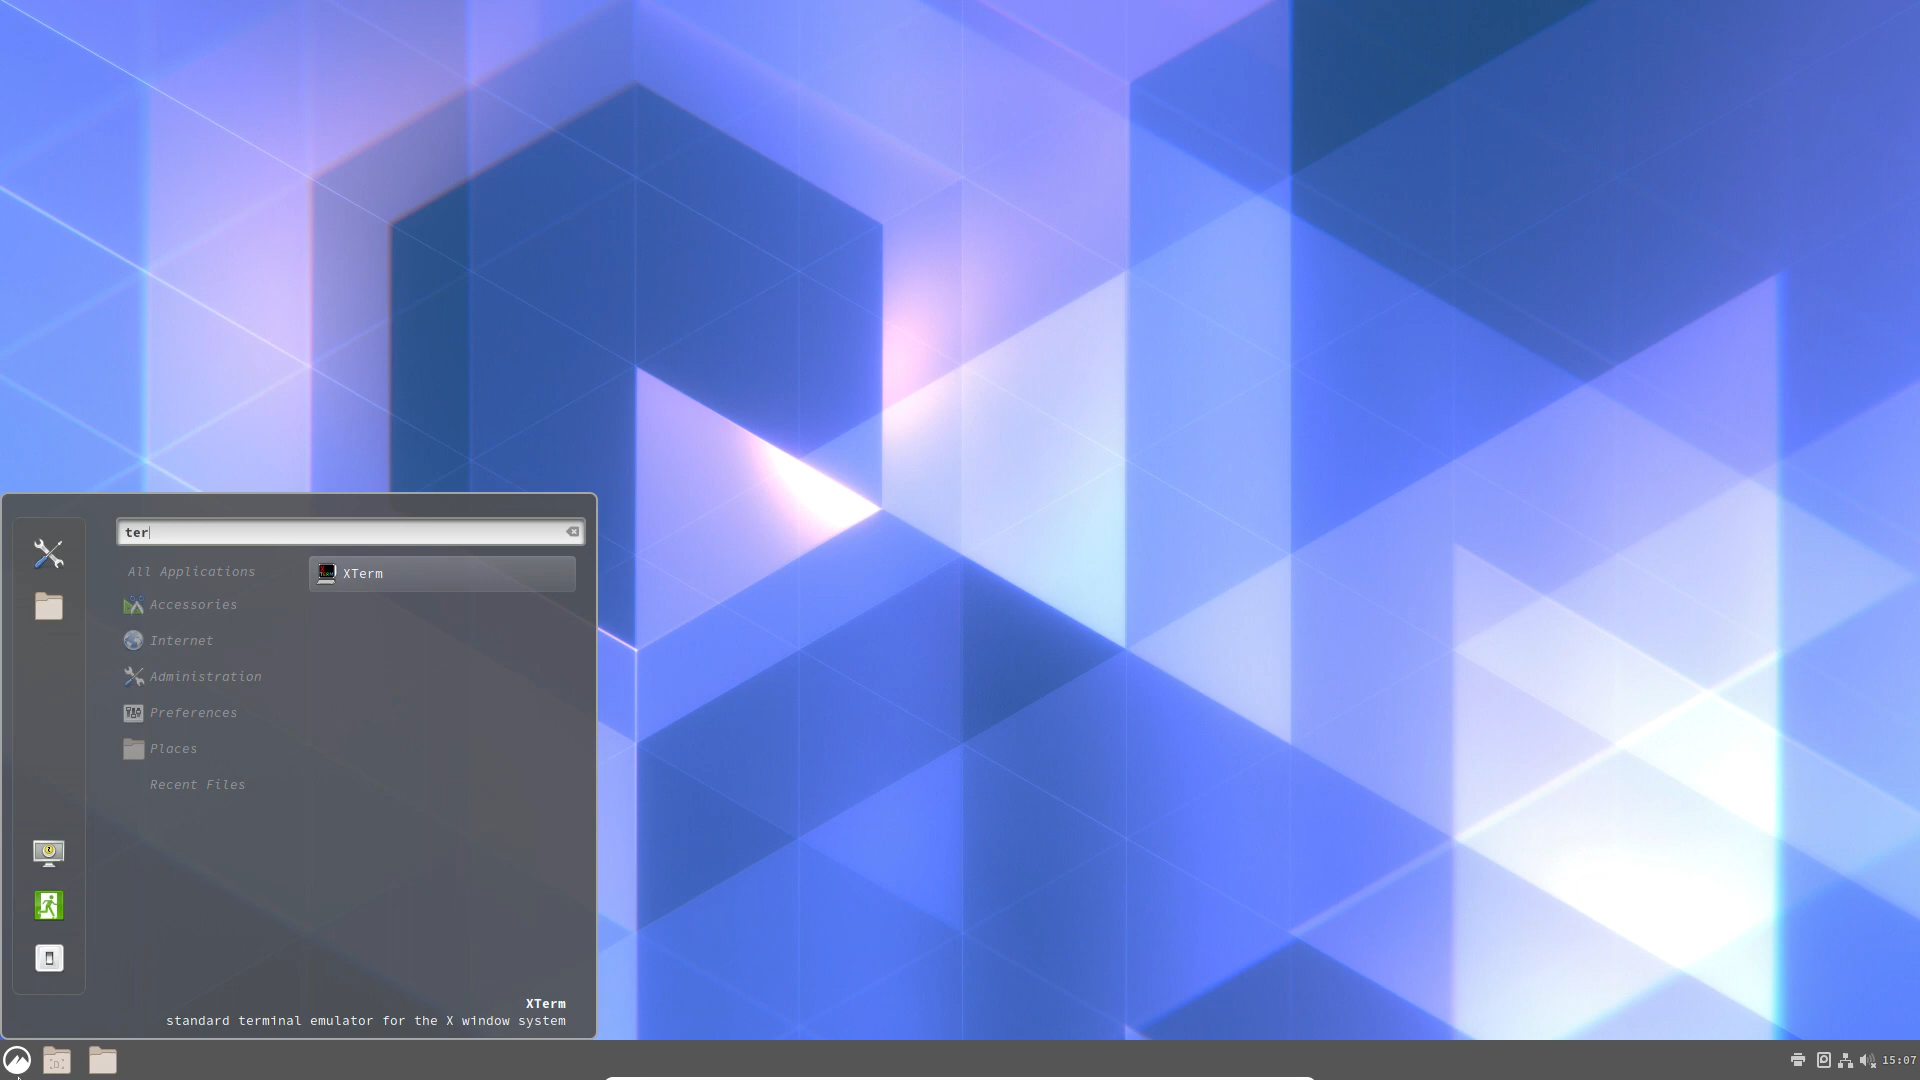 ter
All Applications
XTerm
Accessories
Internet
Administration
Preferences
Places
Recent Files
XTerm
standard terminal emulator for the X window system
15:07